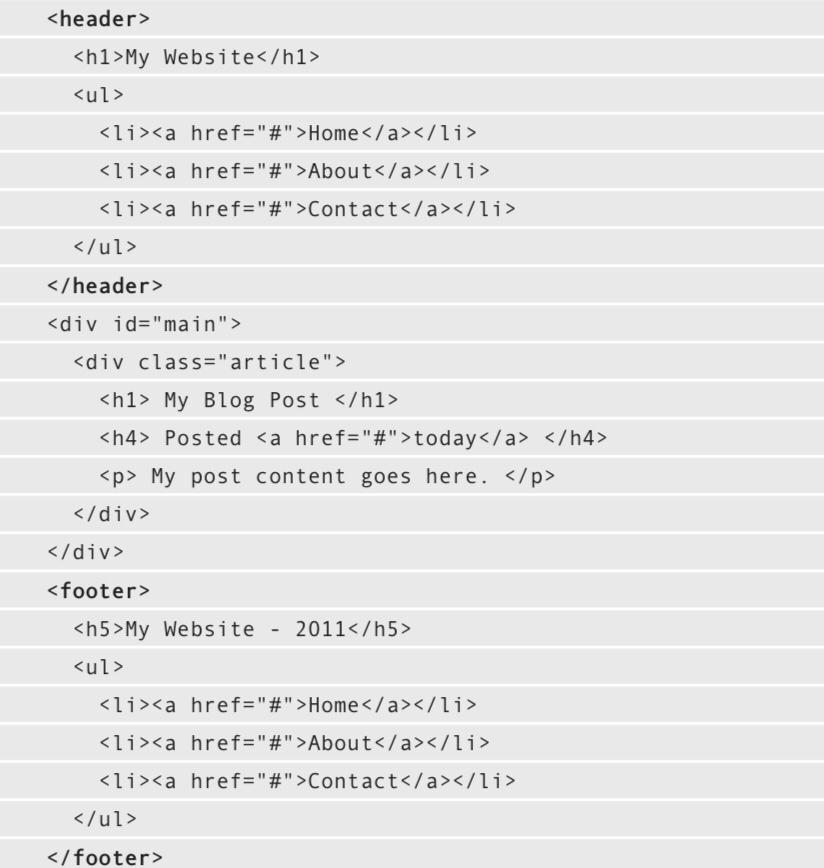 <header>
<h1>My Website</h1>
<ul>
<li><a href="#">Home</a></li>
<li><a href="#">About</a></li>
<li><a href="#">Contact</a></li>
</ul>
</header>
<div id="main">
<div class="article">
<h1> My Blog Post </h1>
<h4> Posted <a href="#">today</a> </h4>
<p> My post content goes here. </p>
</div>
</div>
<footer>
<h5>My Website - 2011</h5>
<ul>
<li><a href="#">Home</a></li>
<li><a href="#">About</a></li>
<li><a href="#">Contact</a></li>
</ul>
</footer>